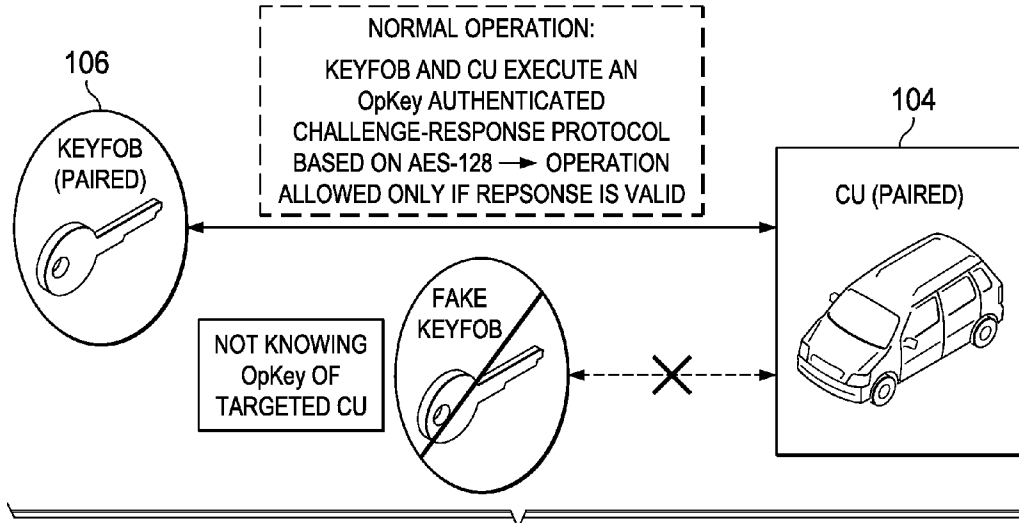 NORMAL OPERATION:
KEYFOB AND CU EXECUTE AN
OpKey AUTHENTICATED
CHALLENGE-RESPONSE PROTOCOL
BASED ON AES-128 → OPERATION
ALLOWED ONLY IF REPSONSE IS VALID
106
KEYFOB
(PAIRED)
104
CU (PAIRED)
FAKE
KEYFOB
NOT KNOWING
OpKey OF
TARGETED CU